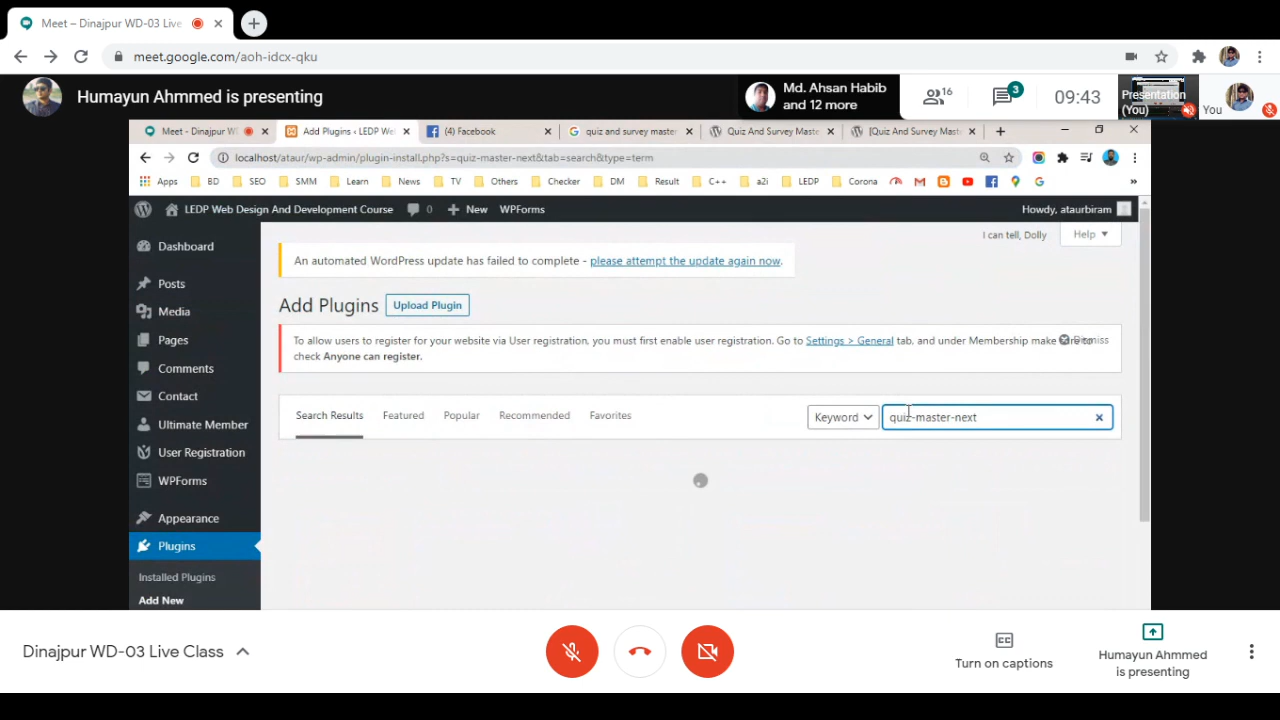 Meet – Dinajpur WD-03 Live
meet.google.com/aoh-idcx-qku
Humayun Ahmmed is presenting
Md. Ahsan Habib
and 12 more
16
3
09:43
Presentation
(You)
You
Meet - Dinajpur W
Add Plugins ‹ LEDP We
(4) Facebook
quiz and survey master
Quiz And Survey Maste
[Quiz And Survey Mas
localhost/ataur/wp-admin/plugin-install.php?s=quiz-master-next&tab=search&type=term
Apps
BD
SEO
SMM
Learn
News
TV
Others
Checker
DM
Result
C++
a2i
LEDP
Corona
LEDP Web Design And Development Course
0
New
WPForms
Howdy, ataurbiram
Dashboard
Posts
Media
Pages
Comments
Contact
Ultimate Member
User Registration
WPForms
Appearance
Plugins
Installed Plugins
Add New
I can tell, Dolly
Help
An automated WordPress update has failed to complete - please attempt the update again now.
Add Plugins
Upload Plugin
To allow users to register for your website via User registration, you must first enable user registration. Go to Settings > General tab, and under Membership make sure to
check Anyone can register.
Dismiss
Search Results
Featured
Popular
Recommended
Favorites
Keyword
quiz-master-next
Dinajpur WD-03 Live Class
CC
Turn on captions
Humayun Ahmmed
is presenting